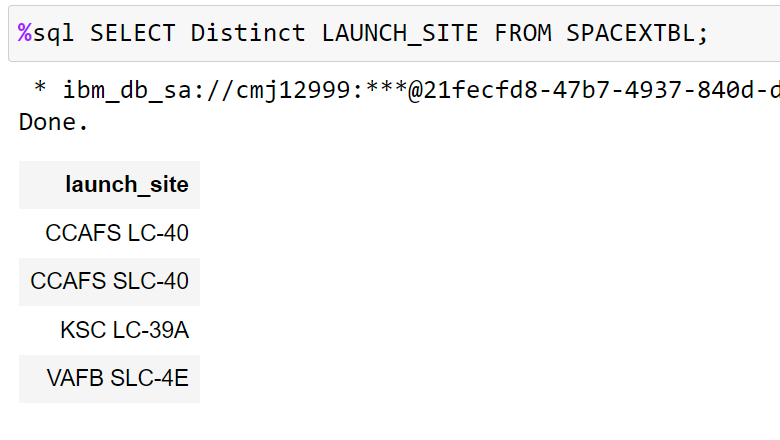 %sql SELECT Distinct LAUNCH_SITE FROM SPACEXTBL;
* ibm_db_sa://cmj12999:***@21fecfd8-47b7-4937-840d-d
Done.
launch_site
CCAFS LC-40
CCAFS SLC-40
KSC LC-39A
VAFB SLC-4E